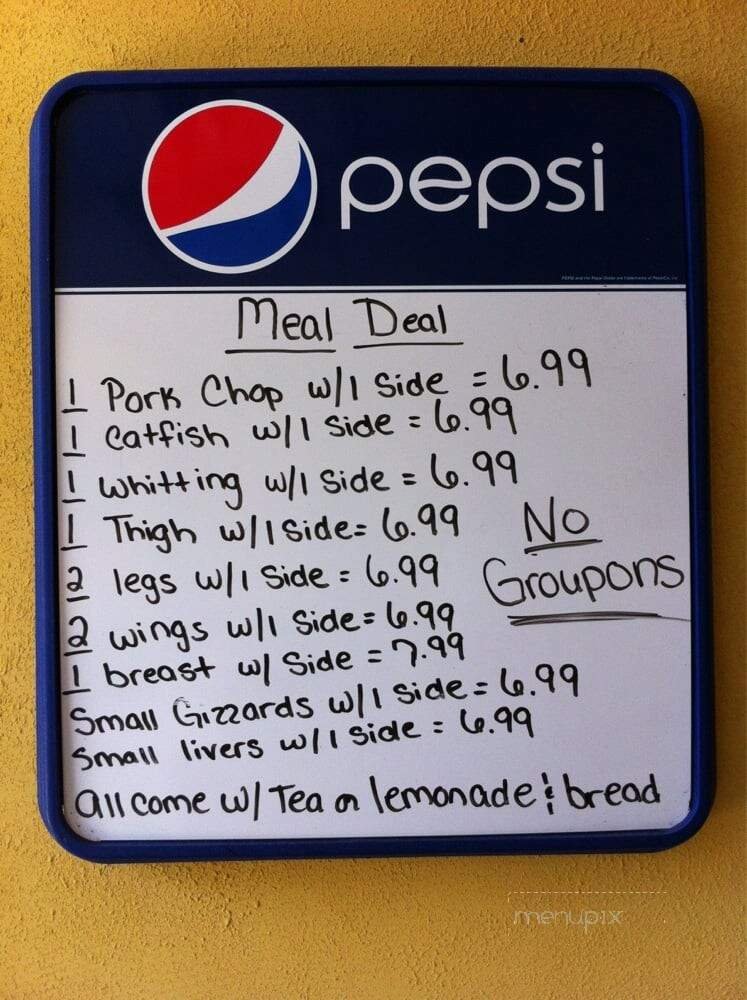 pepsi
Meal Deal
1 Pork Chop w/1 Side = 6.99
1 Catfish w/1 Side = 6.99
1 Whitting w/1 Side = 6.99
1 Thigh w/1 Side = 6.99
No
2 legs w/1 Side = 6.99
Groupons
2 wings w/1 Side = 6.99
1 breast w/ Side = 7.99
Small Gizzards w/1 Side = 6.99
Small livers w/1 Side = 6.99
all come w/ Tea or lemonade & bread
menupix